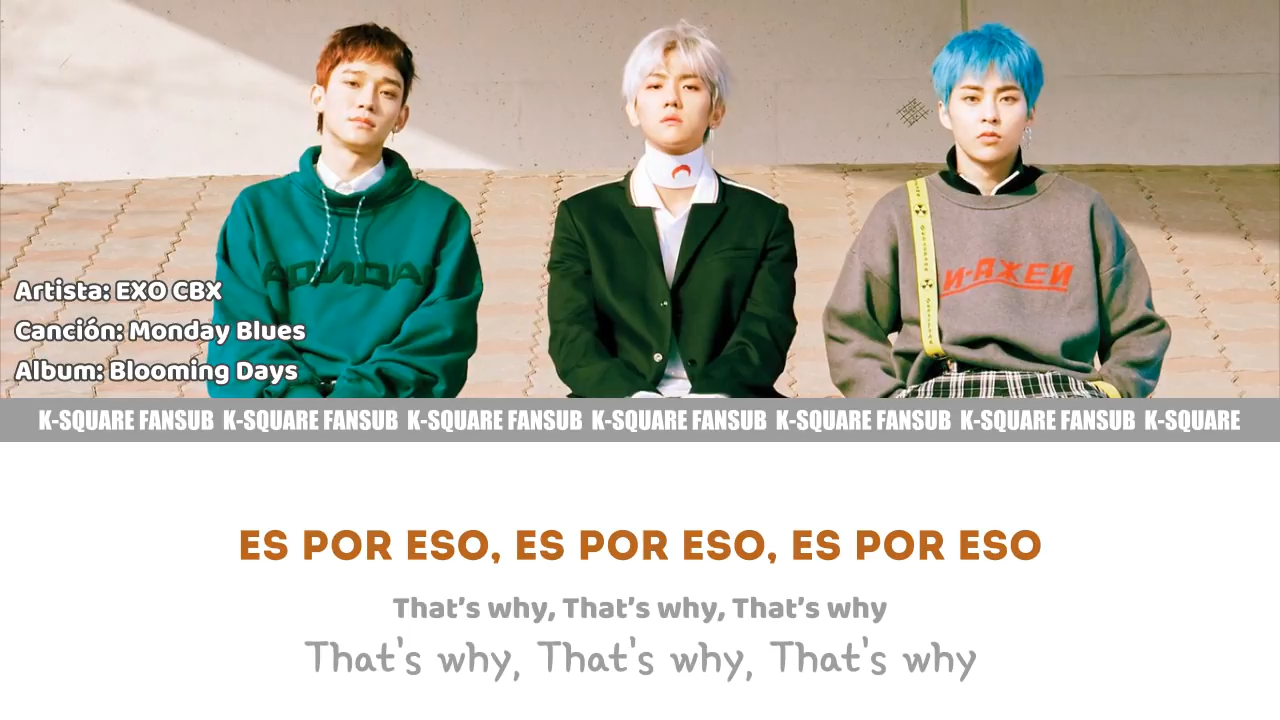 И-ЯЖЕЙ
Artista: EXO CBX
Canción: Monday Blues
Album: Blooming Days
K-SQUARE FANSUB K-SQUARE FANSUB K-SQUARE FANSUB K-SQUARE FANSUB K-SQUARE FANSUB K-SQUARE FANSUB K-SQUARE
ES POR ESO, ES POR ESO, ES POR ESO
That's why, That's why, That's why
That's why, That's why, That's why